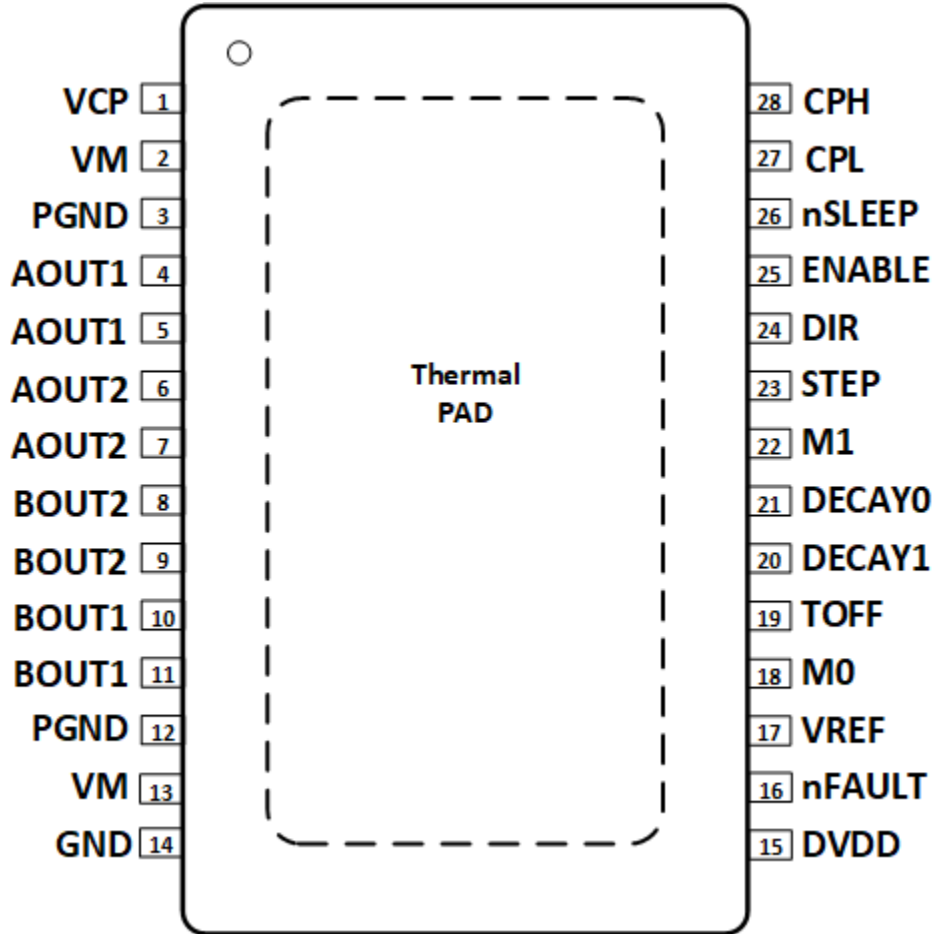 VCP 1
VM 2
PGND 3
AOUT1 4
AOUT1 5
AOUT2 6
AOUT2 7
BOUT2 8
BOUT2 9
BOUT1 10
BOUT1 11
PGND 12
VM 13
GND 14
Thermal
PAD
28 CPH
27 CPL
26 nSLEEP
25 ENABLE
24 DIR
23 STEP
22 M1
21 DECAY0
20 DECAY1
19 TOFF
18 M0
17 VREF
16 nFAULT
15 DVDD